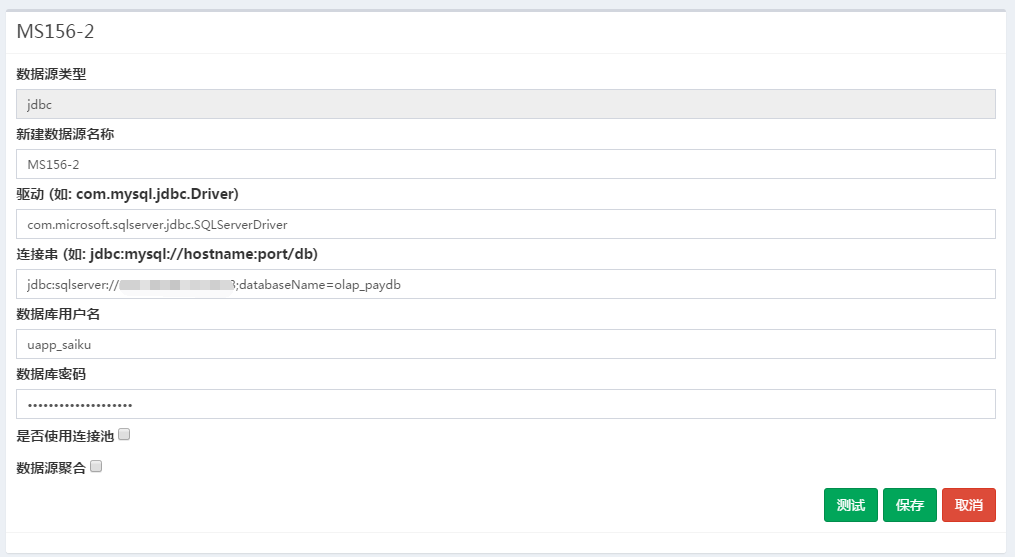 MS156-2
数据源类型
jdbc
新建数据源名称
MS156-2
驱动 (如: com.mysql.jdbc.Driver)
com.microsoft.sqlserver.jdbc.SQLServerDriver
连接串 (如: jdbc:mysql://hostname:port/db)
jdbc:sqlserver://3;databaseName=olap_paydb
数据库用户名
uapp_saiku
数据库密码
••••••••••••••••••••
是否使用连接池
数据源聚合
测试 保存 取消